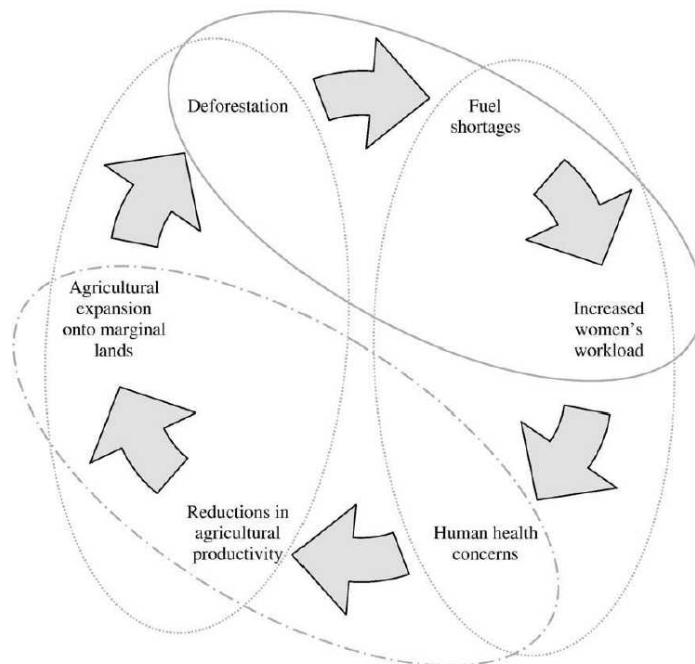 Deforestation
Fuel
shortages
Increased
women's
workload
Human health
concerns
Reductions in
agricultural
productivity
Agricultural
expansion
onto marginal
lands